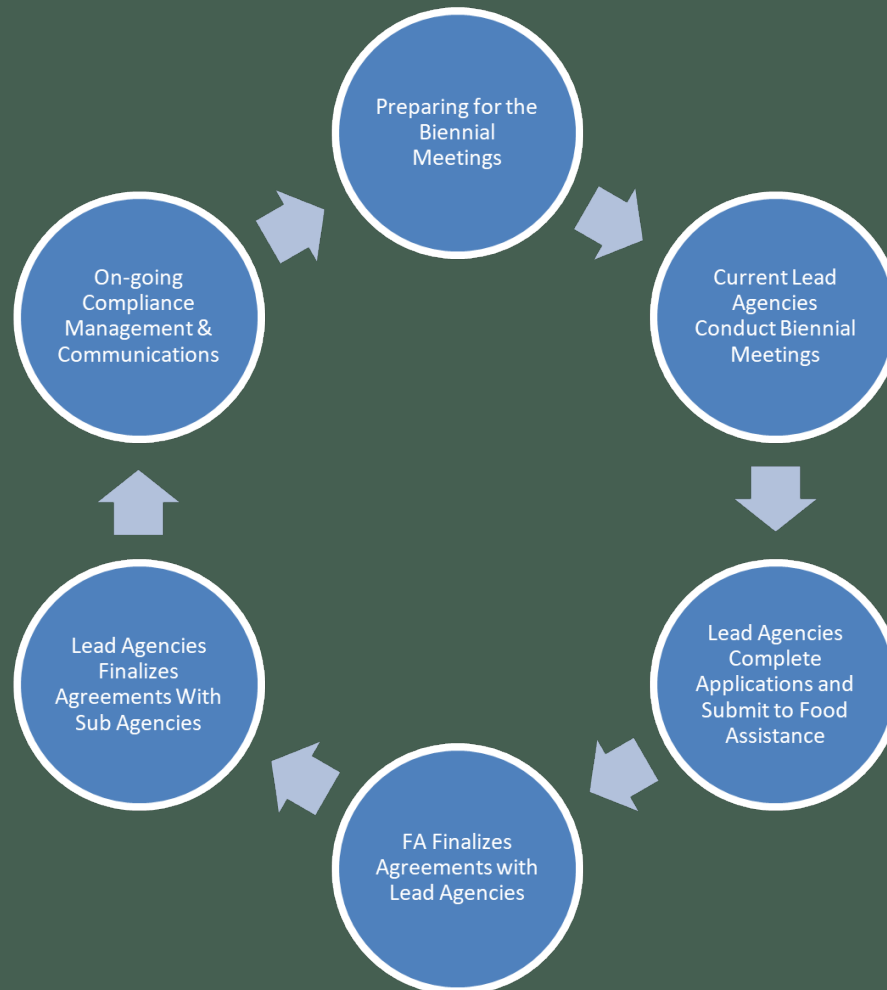 Preparing for the
Biennial
Meetings
Current Lead
Agencies
Conduct Biennial
Meetings
Lead Agencies
Complete
Applications and
Submit to Food
Assistance
FA Finalizes
Agreements with
Lead Agencies
Lead Agencies
Finalizes
Agreements With
Sub Agencies
On-going
Compliance
Management &
Communications